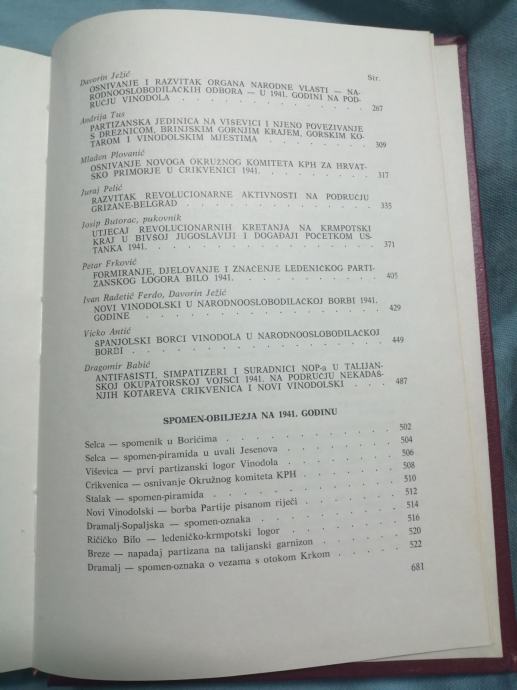 Str.
Davorin Ježić
OSNIVANJE I RAZVITAK ORGANA NARODNE VLASTI — NA-
RODNOOSLOBODILAČKIH ODBORA — U 1941. GODINI NA POD-
RUČJU VINODOLA . . . . . . . . . . . . . 267
Andrija Tus
PARTIZANSKA JEDINICA NA VISEVICI I NJENO POVEZIVANJE
S DREŽNICOM, BRINJSKIM GORNJIM KRAJEM, GORSKIM KO-
TAROM I VINODOLSKIM MJESTIMA . . . . . . . . 309
Mladen Plovanić
OSNIVANJE NOVOGA OKRUŽNOG KOMITETA KPH ZA HRVAT-
SKO PRIMORJE U CRIKVENICI 1941. . . . . . . . . 317
Juraj Pelić
RAZVITAK REVOLUCIONARNE AKTIVNOSTI NA PODRUČJU
GRIŽANE-BELGRAD . . . . . . . . . . . . 335
Josip Butorac, pukovnik
UTJECAJ REVOLUCIONARNIH KRETANJA NA KRMPOTSKI
KRAJ U BIVSOJ JUGOSLAVIJI I DOGAĐAJI POCETKOM US-
TANKA 1941. . . . . . . . . . . . . . 371
Petar Frković
FORMIRANJE, DJELOVANJE I ZNAČENJE LEDENIČKOG PARTI-
ZANSKOG LOGORA BILO 1941. . . . . . . . . . 405
Ivan Radetić Ferdo, Davorin Ježić
NOVI VINODOLSKI U NARODNOOSLOBODILAČKOJ BORBI 1941.
GODINE . . . . . . . . . . . . . . . 429
Vicko Antić
SPANJOLSKI BORCI VINODOLA U NARODNOOSLOBODILAČKOJ
BORDI . . . . . . . . . . . . . . . 449
Dragomir Babić
ANTIFASISTI, SIMPATIZERI I SURADNICI NOP-a U TALIJAN-
SKOJ OKUPATORSKOJ VOJSCI 1941. NA PODRUČJU NEKADAŠ-
NJIH KOTAREVA CRIKVENICA I NOVI VINODOLSKI . . . . 487
SPOMEN-OBILJEŽJA NA 1941. GODINU
Selca — spomenik u Borićima . . . . . . . . . . 502
Selca — spomen-piramida u uvali Jesenova . . . . . . . 504
Viševica — prvi partizanski logor Vinodola . . . . . . . 506
Crikvenica — osnivanje Okružnog komiteta KPH . . . . . . 508
Stalak — spomen-piramida . . . . . . . . . . . 510
Novi Vinodolski — borba Partije pisanom riječi . . . . . . 512
Dramalj-Sopaljska — spomen-oznaka . . . . . . . . 514
Ričičko Bilo — ledeničko-krmpotski logor . . . . . . . 516
Breze — napadaj partizana na talijanski garnizon . . . . . 520
Dramalj — spomen-oznaka o vezama s otokom Krkom . . . . 522
681